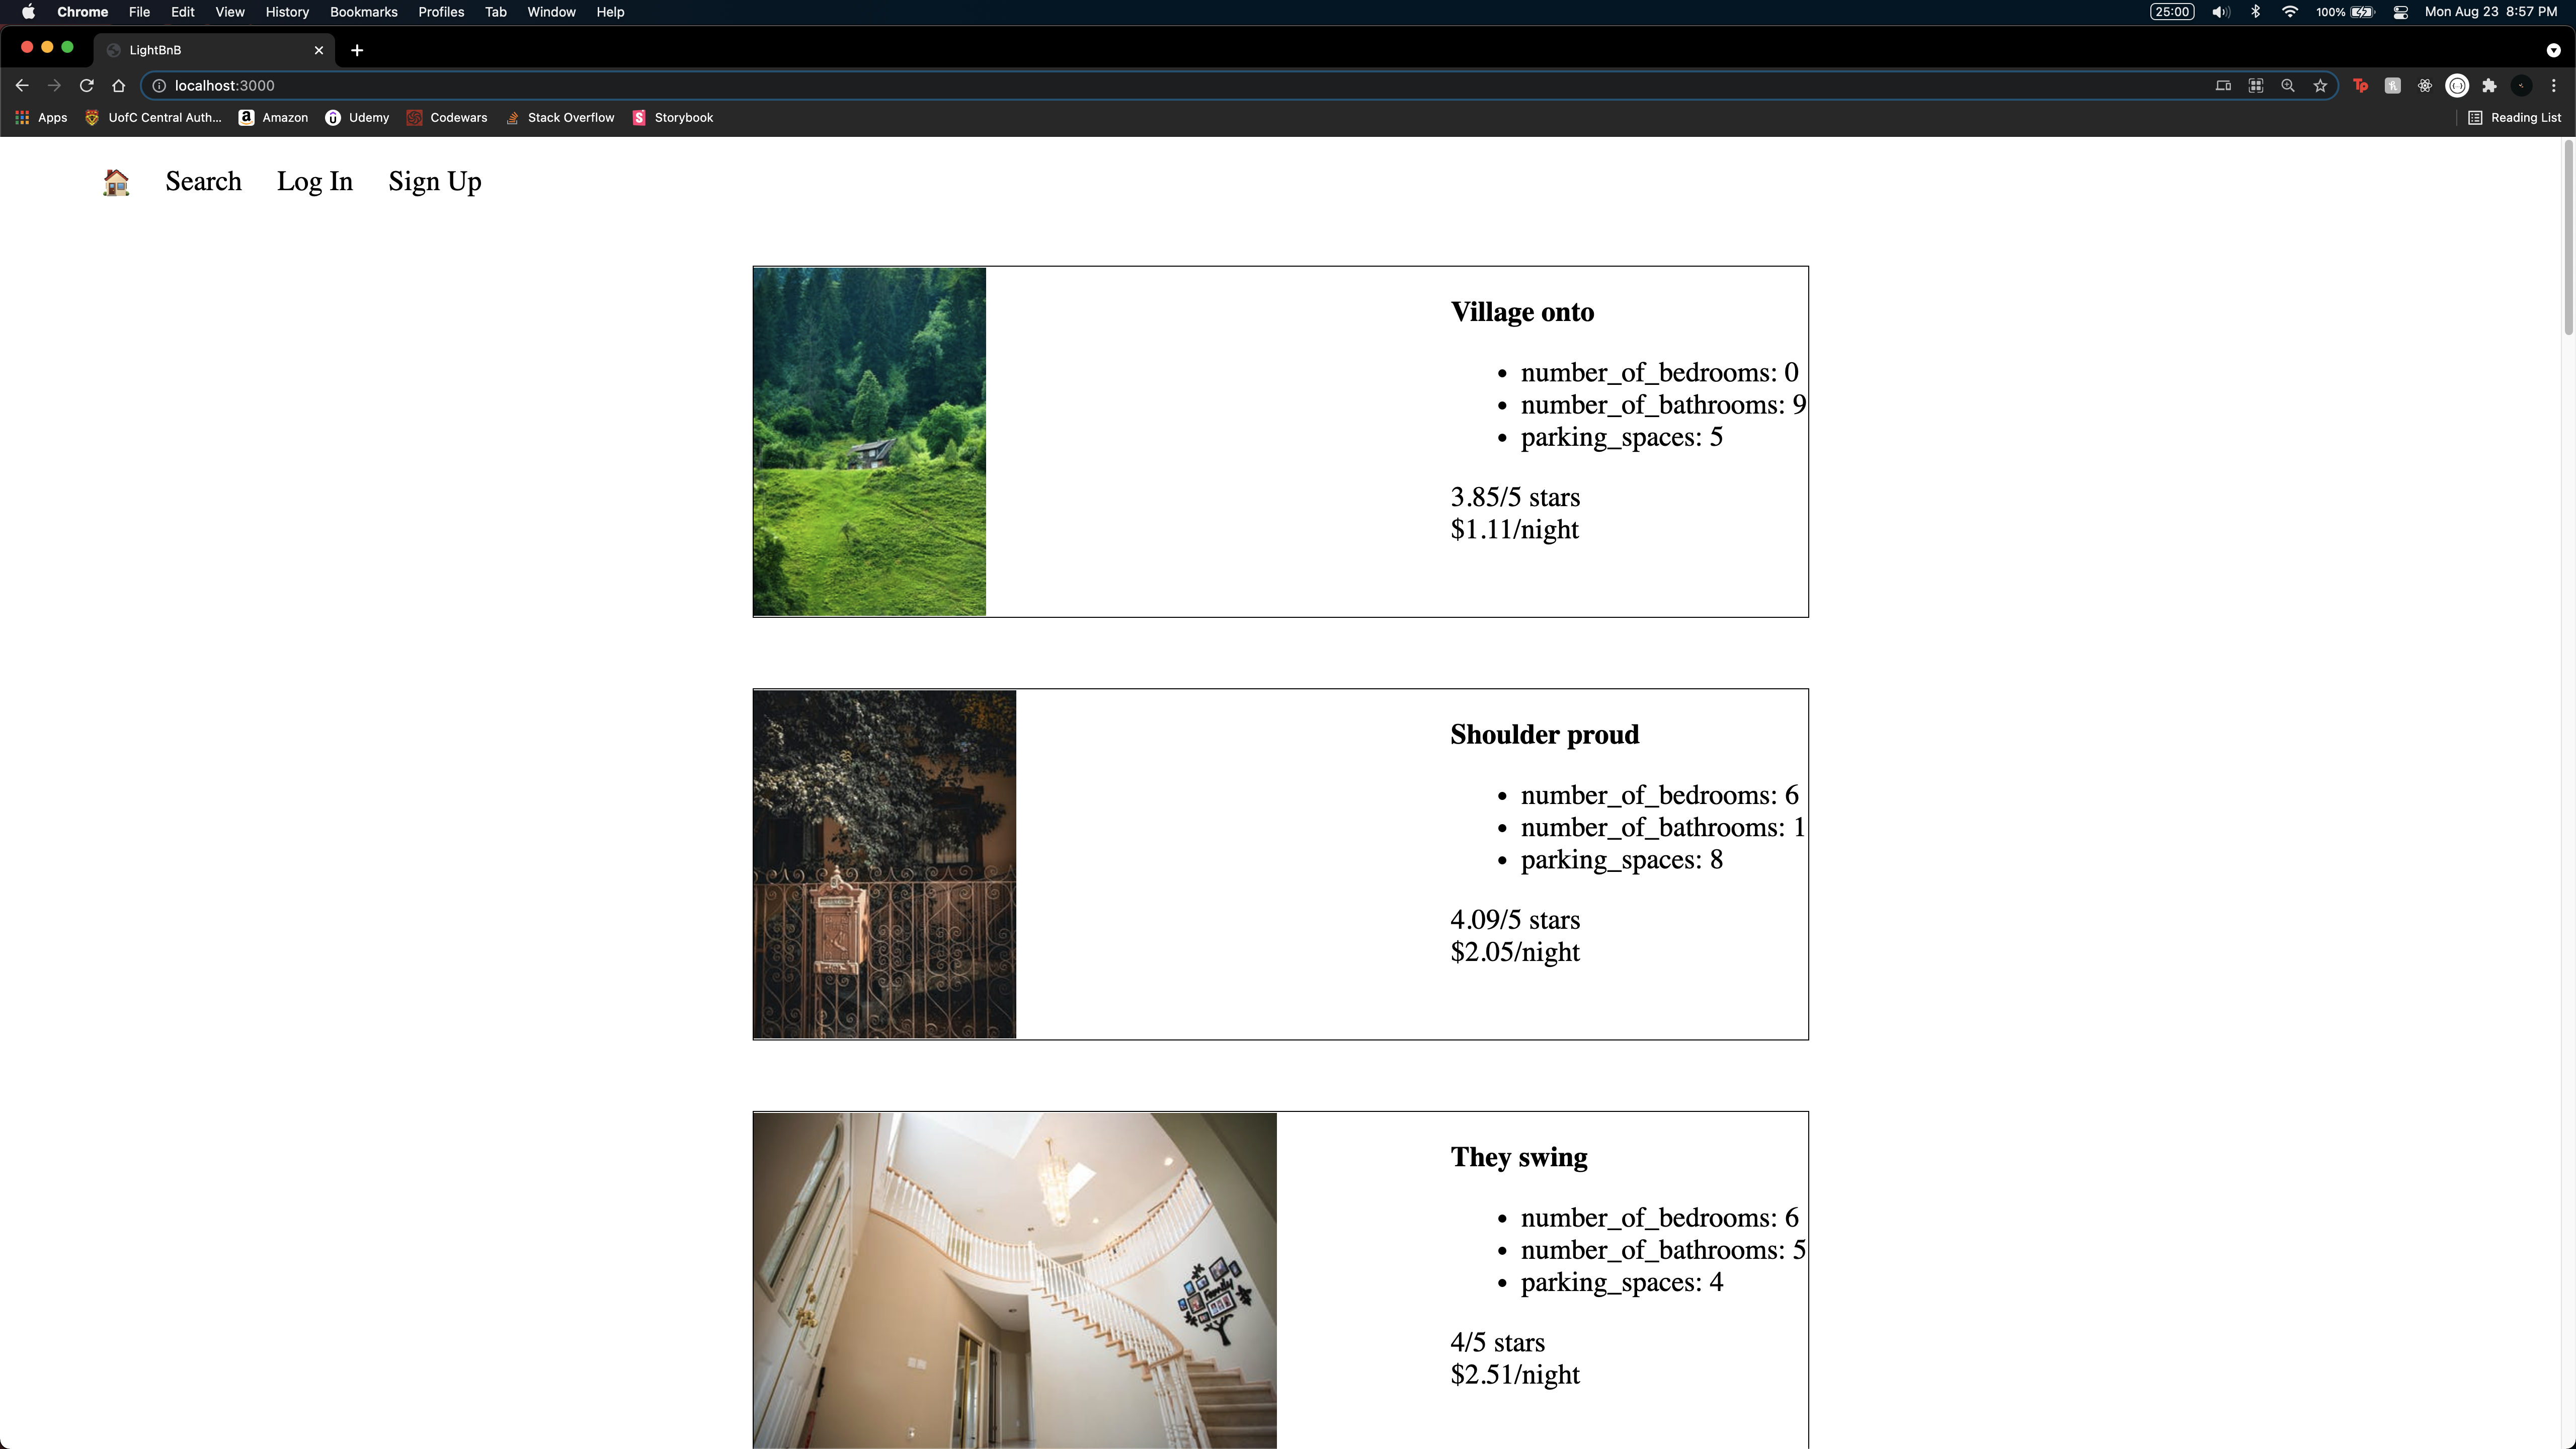 Chrome File Edit View History Bookmarks Profiles Tab Window Help 25:00 100% Mon Aug 23 8:57 PM
LightBnB
localhost:3000
Apps UofC Central Auth... Amazon Udemy Codewars Stack Overflow Storybook Reading List
Search Log In Sign Up
Village onto
• number_of_bedrooms: 0
• number_of_bathrooms: 9
• parking_spaces: 5
3.85/5 stars
$1.11/night
Shoulder proud
• number_of_bedrooms: 6
• number_of_bathrooms: 1
• parking_spaces: 8
4.09/5 stars
$2.05/night
They swing
• number_of_bedrooms: 6
• number_of_bathrooms: 5
• parking_spaces: 4
Family
4/5 stars
$2.51/night